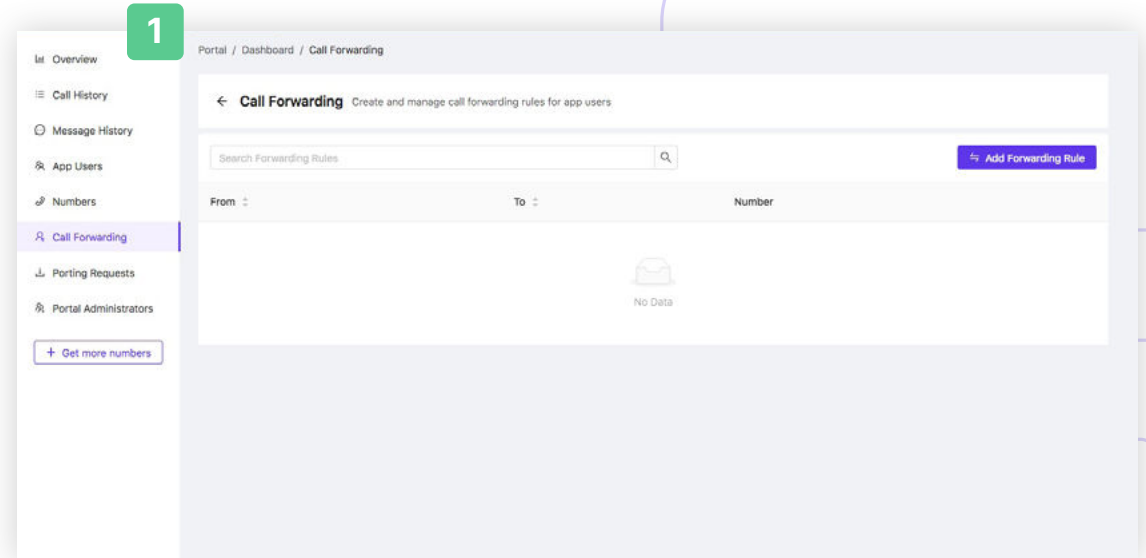 1
Overview
Call History
Message History
App Users
Numbers
Call Forwarding
Porting Requests
Portal Administrators
+ Get more numbers
Portal / Dashboard / Call Forwarding
← Call Forwarding Create and manage call forwarding rules for app users
Search Forwarding Rules
Add Forwarding Rule
From To Number
No Data